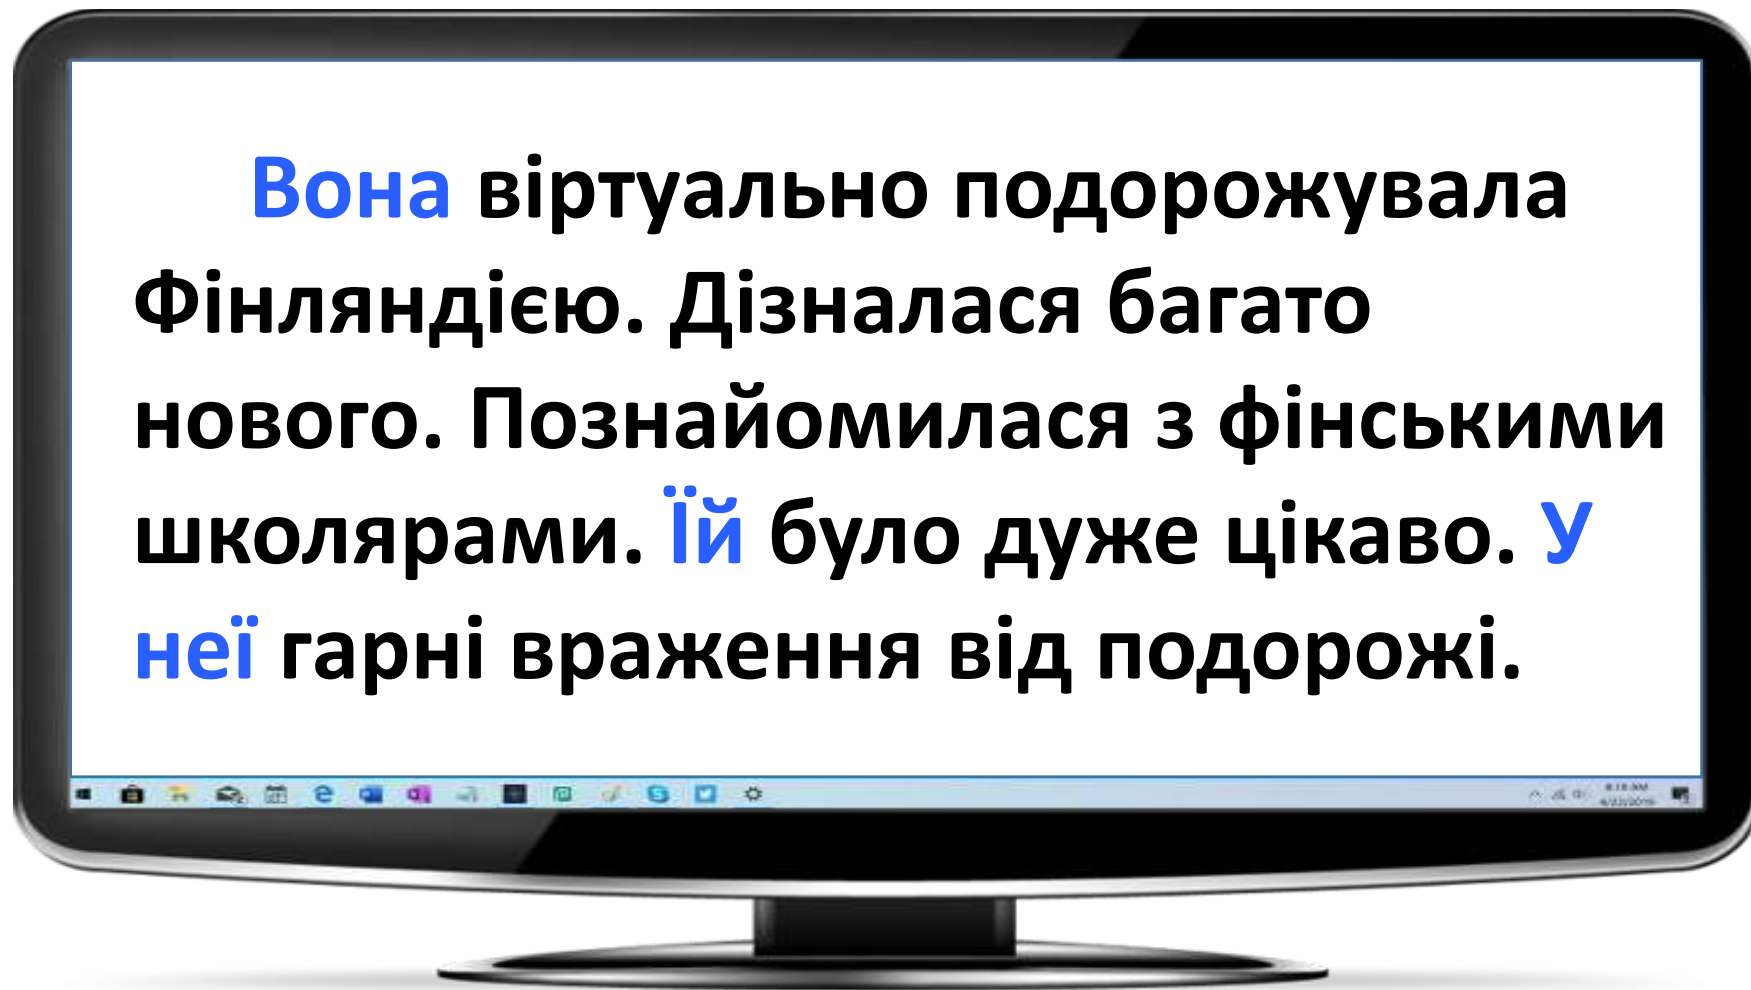 Вона віртуально подорожувала
Фінляндією. Дізналася багато
нового. Познайомилася з фінськими
школярами. Їй було дуже цікаво. У
неї гарні враження від подорожі.